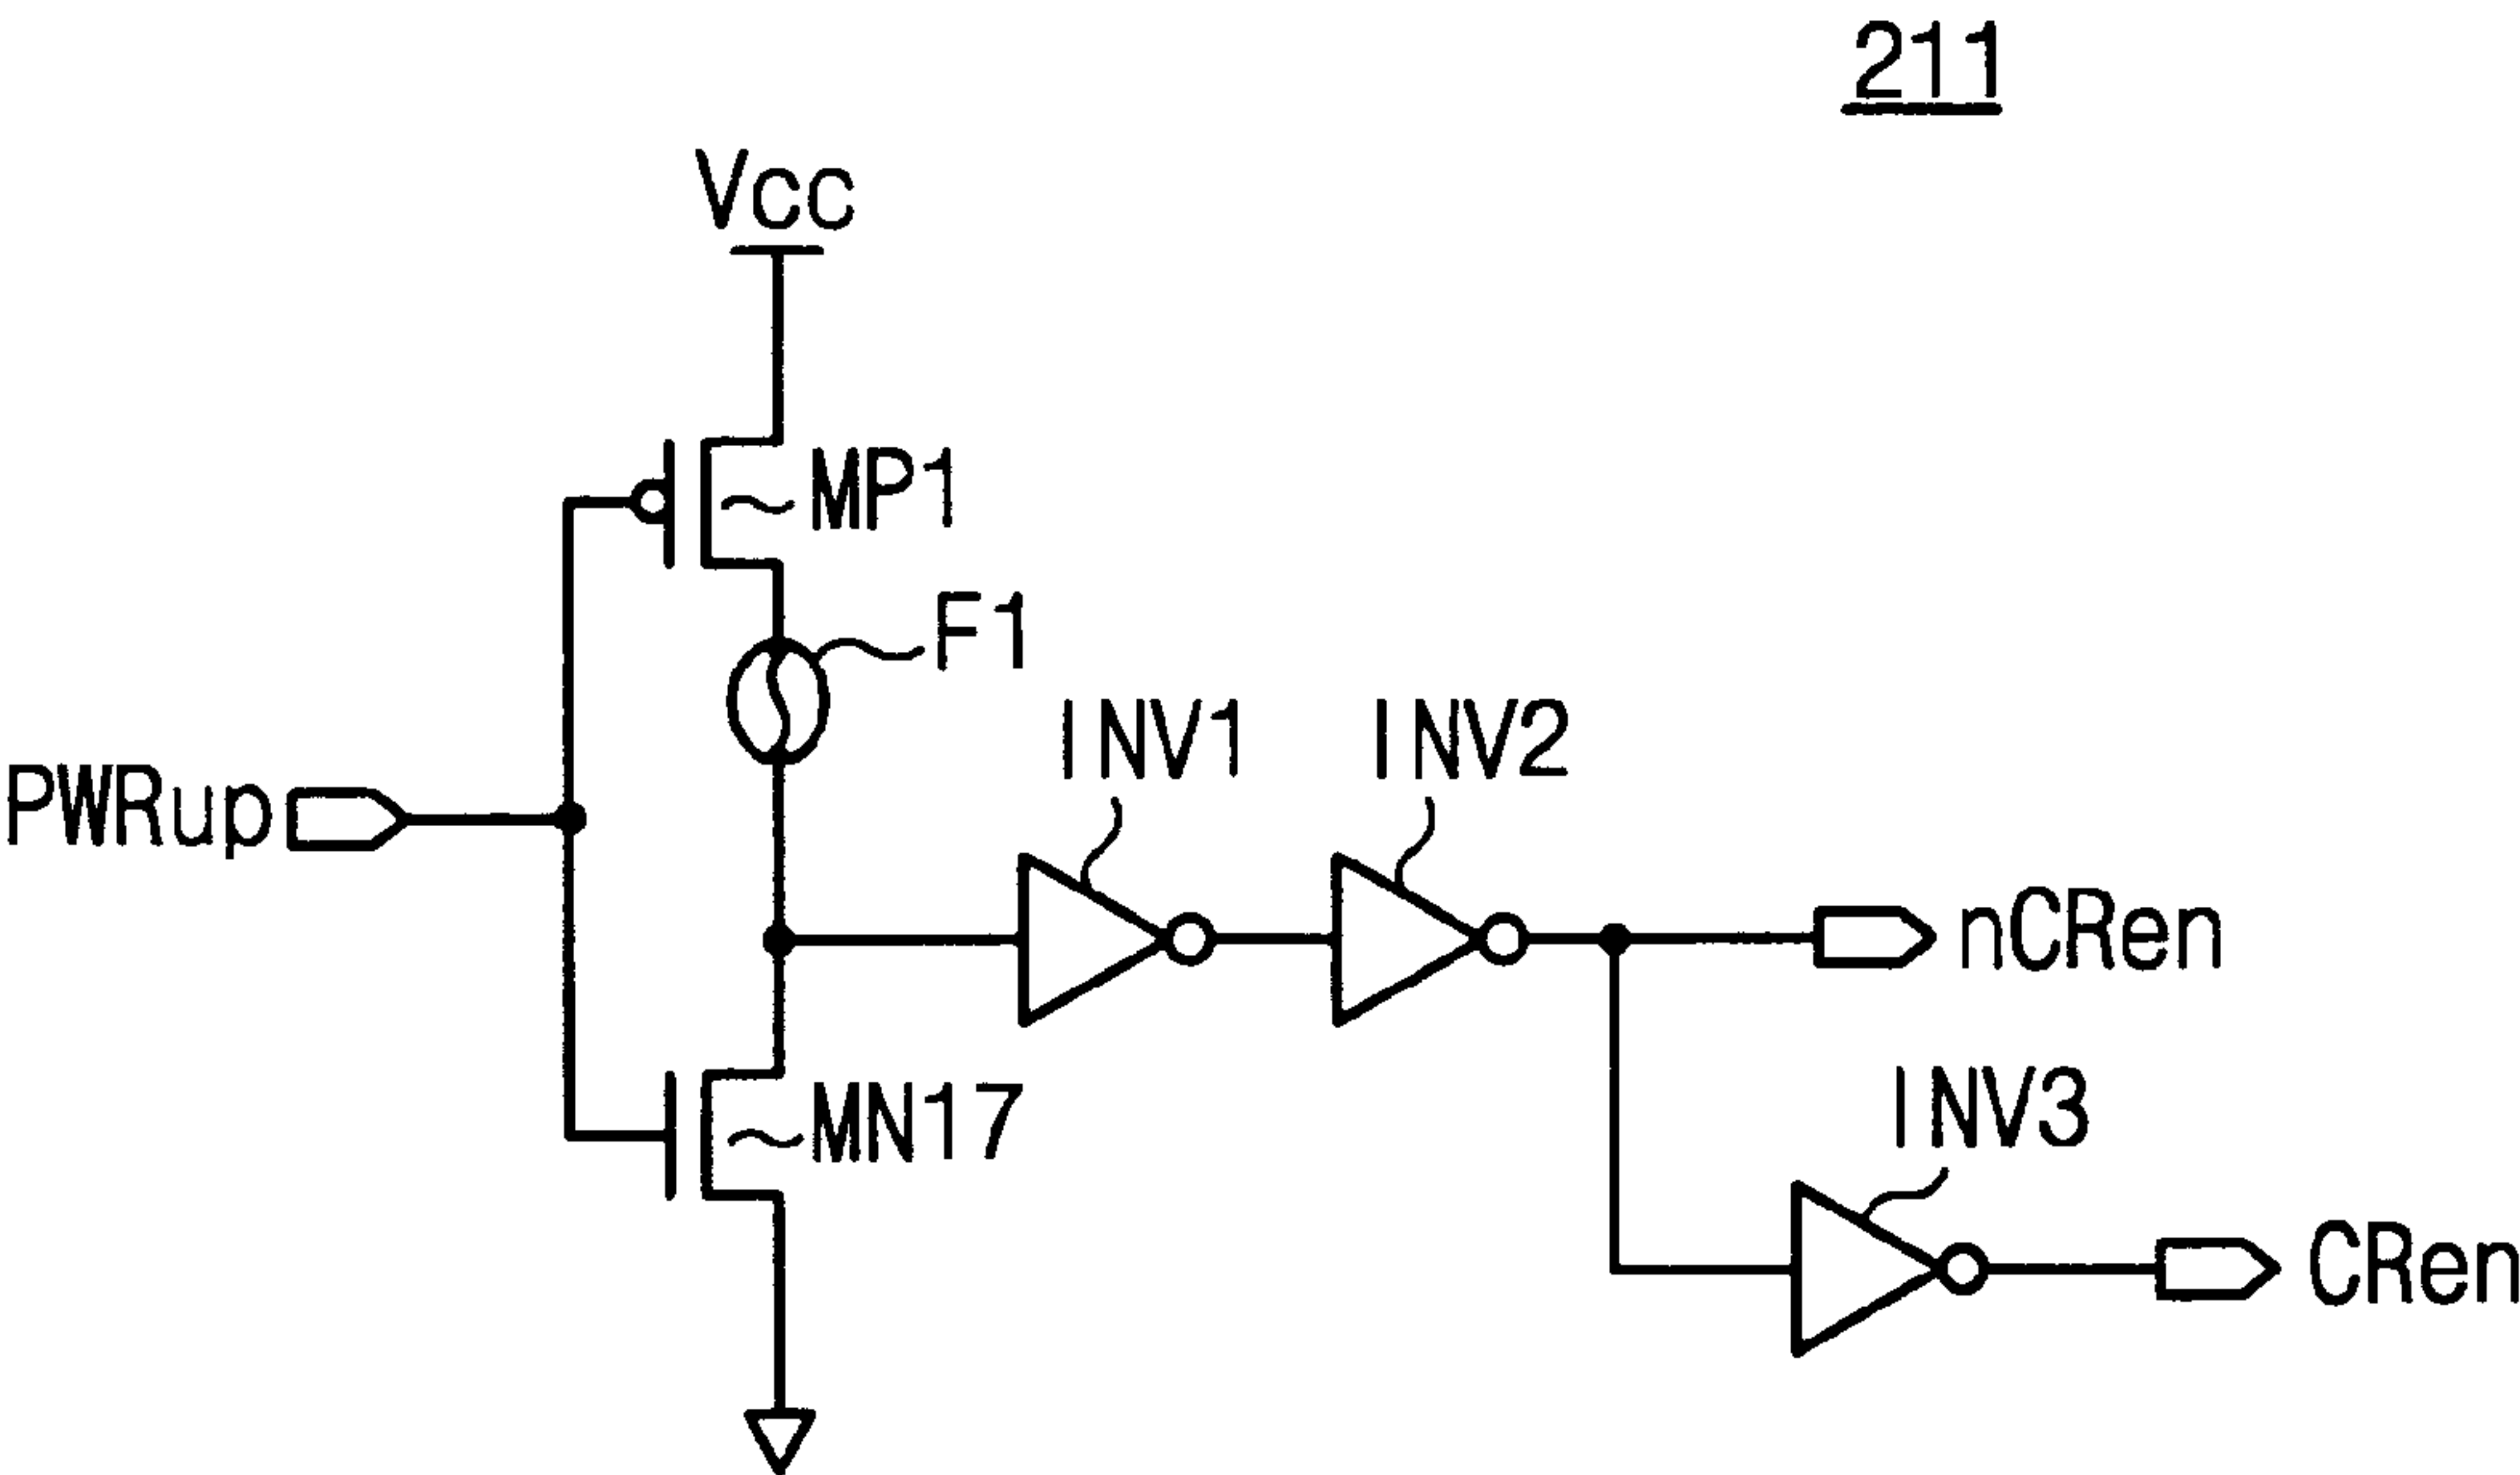 211
Vcc
MP1
F1
INV1 INV2
PWRup
nCRen
MN17
INV3
CRen